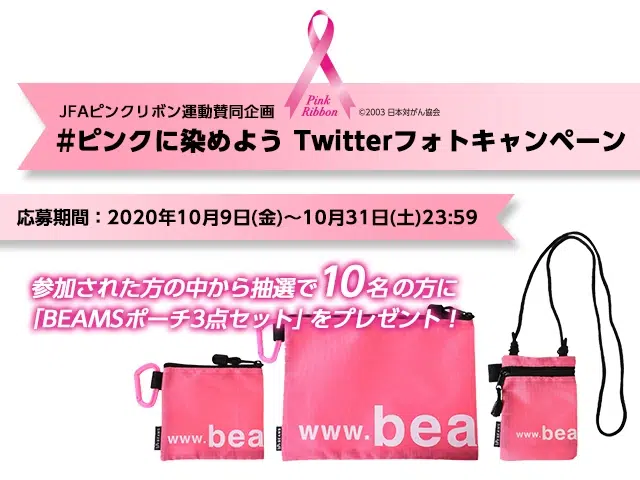 Pink
Ribbon
©2003 日本対がん協会
JFAピンクリボン運動賛同企画
#ピンクに染めよう Twitterフォトキャンペーン
応募期間：2020年10月9日(金)～10月31日(土)23:59
参加された方の中から抽選で10名の方に
「BEAMSポーチ3点セット」をプレゼント！
www.bea
www.bea
www.bea